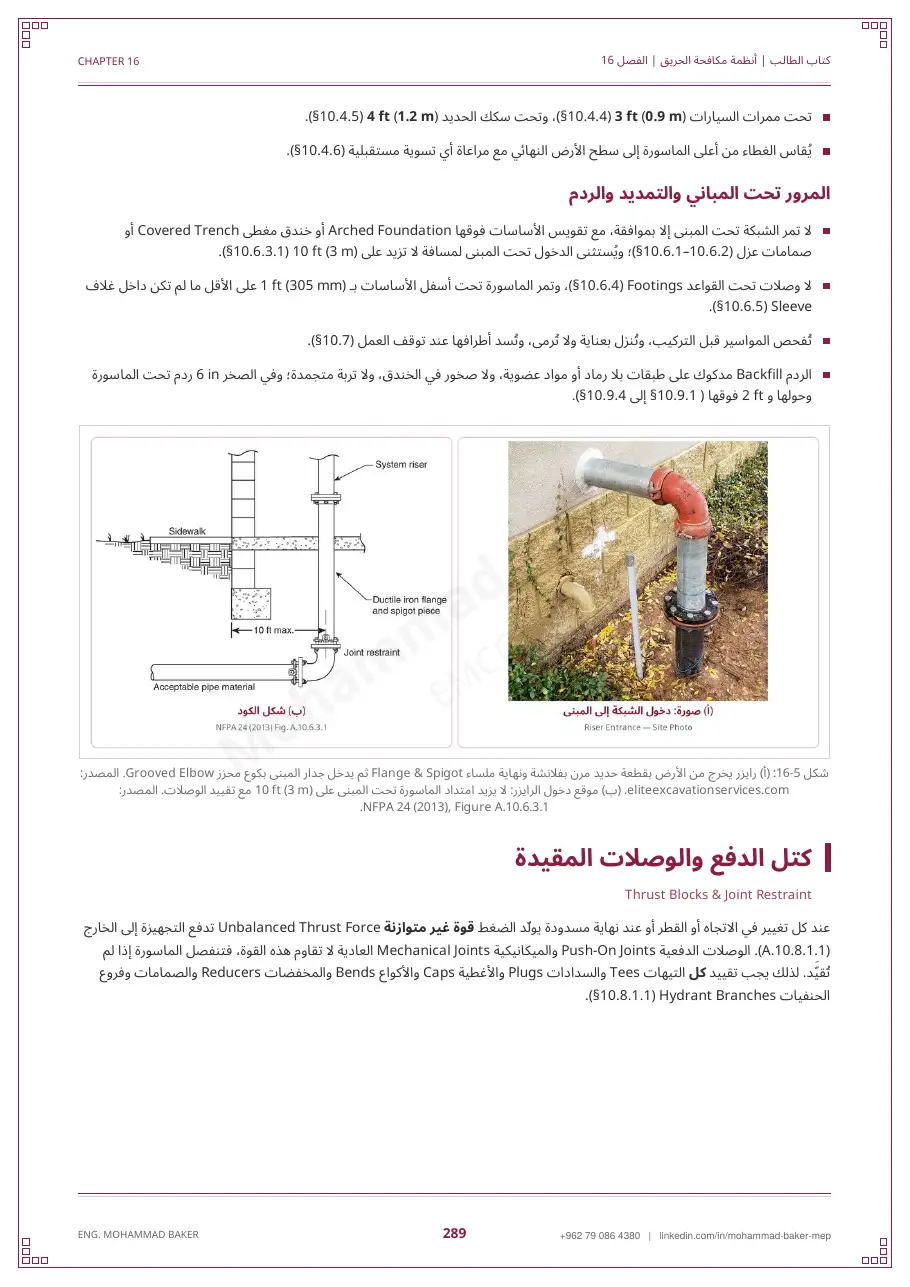 CHAPTER 16
كتاب الطالب | أنظمة مكافحة الحريق | الفصل 16
تحت ممرات السيارات 3 ft (0.9 m) (§10.4.4)، وتحت سكك الحديد 4 ft (1.2 m) (§10.4.5).
يُقاس الغطاء من أعلى الماسورة إلى سطح الأرض النهائي مع مراعاة أي تسوية مستقبلية (§10.4.6).
المرور تحت المباني والتمديد والردم
لا تمر الشبكة تحت المبنى إلا بموافقة، مع تقويس الأساسات فوقها Arched Foundation أو خندق مغطى Covered Trench أو
صمامات عزل (§10.6.1–10.6.2)؛ ويُستثنى الدخول تحت المبنى لمسافة لا تزيد على 10 ft (3 m) (§10.6.3.1).
لا وصلات تحت القواعد Footings (§10.6.4)، وتمر الماسورة تحت أسفل الأساسات بـ 1 ft (305 mm) على الأقل ما لم تكن داخل غلاف
Sleeve (§10.6.5).
تُفحص المواسير قبل التركيب، وتُنزل بعناية ولا تُرمى، وتُسد أطرافها عند توقف العمل (§10.7).
الردم Backfill مدكوك على طبقات بلا رماد أو مواد عضوية، ولا صخور في الخندق، ولا تربة متجمدة؛ وفي الصخر 6 in ردم تحت الماسورة
وحولها و 2 ft فوقها ( §10.9.1 إلى §10.9.4).
System riser
Sidewalk
Ductile iron flange
and spigot piece
10 ft max.
Joint restraint
Acceptable pipe material
(ب) شكل الكود
NFPA 24 (2013) Fig. A.10.6.3.1
(أ) صورة: دخول الشبكة إلى المبنى
Riser Entrance — Site Photo
Mohammad
EMC
شكل 5-16: (أ) رايزر يخرج من الأرض بقطعة حديد مرن بفلانشة ونهاية ملساء Flange & Spigot ثم يدخل جدار المبنى بكوع محزز Grooved Elbow. المصدر:
eliteexcavationservices.com. (ب) موقع دخول الرايزر: لا يزيد امتداد الماسورة تحت المبنى على 10 ft (3 m) مع تقييد الوصلات. المصدر:
NFPA 24 (2013), Figure A.10.6.3.1.
كتل الدفع والوصلات المقيدة
Thrust Blocks & Joint Restraint
عند كل تغيير في الاتجاه أو القطر أو عند نهاية مسدودة يولّد الضغط قوة غير متوازنة Unbalanced Thrust Force تدفع التجهيزة إلى الخارج
(A.10.8.1.1). الوصلات الدفعية Push-On Joints والميكانيكية Mechanical Joints العادية لا تقاوم هذه القوة، فتنفصل الماسورة إذا لم
تُقيَّد. لذلك يجب تقييد كل التيهات Tees والسدادات Plugs والأغطية Caps والأكواع Bends والمخفضات Reducers والصمامات وفروع
الحنفيات Hydrant Branches (§10.8.1.1).
ENG. MOHAMMAD BAKER
289
+962 79 086 4380 | linkedin.com/in/mohammad-baker-mep